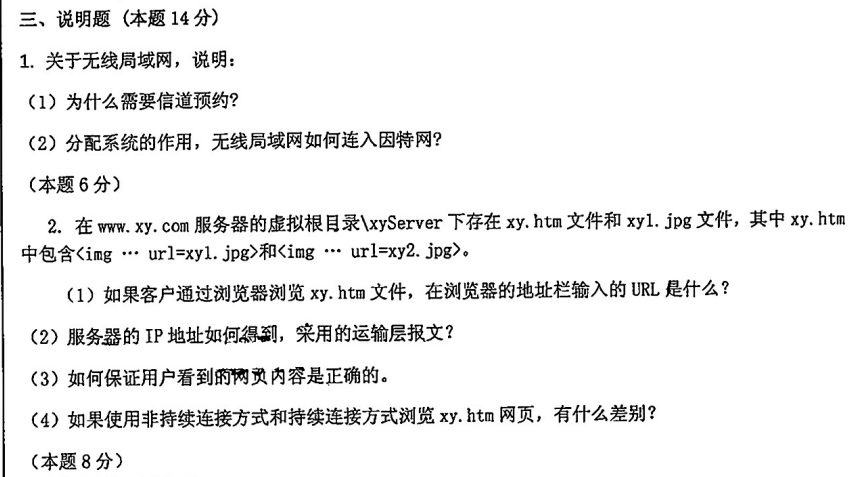 三、说明题（本题 14 分）
1. 关于无线局域网，说明：
（1）为什么需要信道预约？
（2）分配系统的作用，无线局域网如何连入因特网？
（本题 6 分）
2. 在 www.xy.com 服务器的虚拟根目录\xyServer 下存在 xy.htm 文件和 xy1.jpg 文件，其中 xy.htm
中包含<img … url=xy1.jpg>和<img … url=xy2.jpg>。
（1）如果客户通过浏览器浏览 xy.htm 文件，在浏览器的地址栏输入的 URL 是什么？
（2）服务器的 IP 地址如何得到，采用的运输层报文？
（3）如何保证用户看到的网页内容是正确的。
（4）如果使用非持续连接方式和持续连接方式浏览 xy.htm 网页，有什么差别？
（本题 8 分）